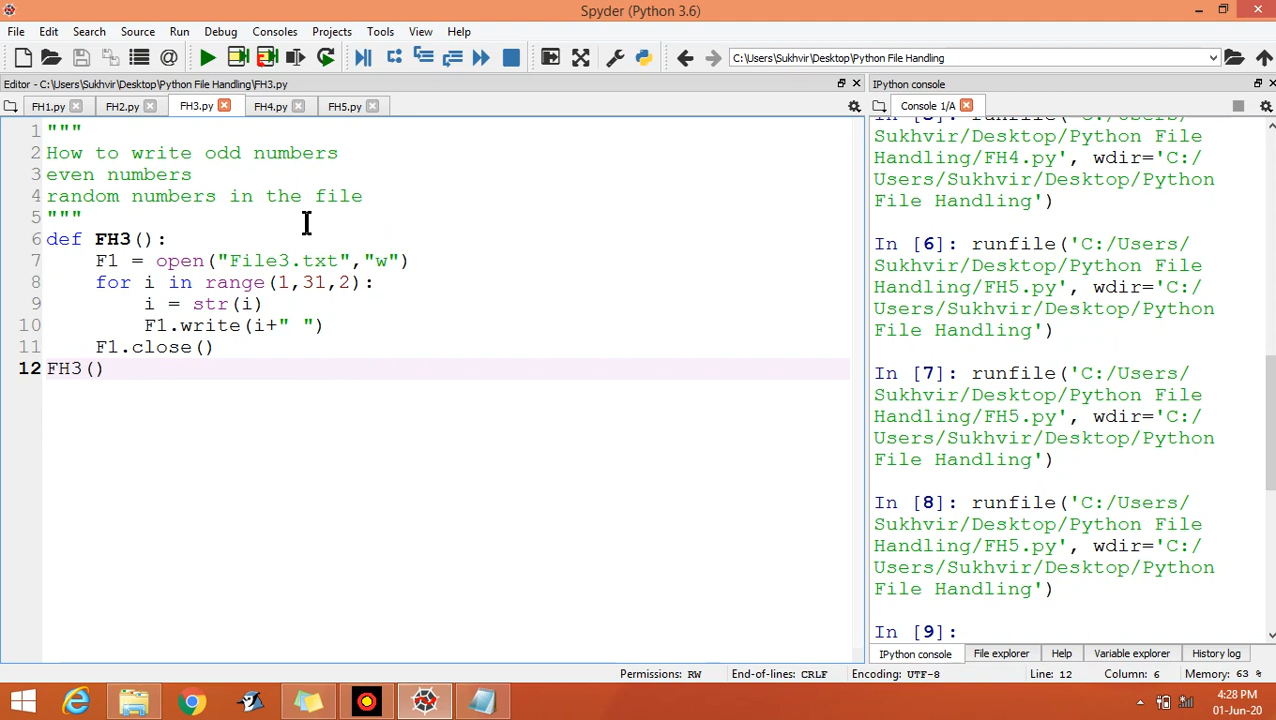 Spyder (Python 3.6)
File Edit Search Source Run Debug Consoles Projects Tools View Help
C:\Users\Sukhvir\Desktop\Python File Handling
Editor - C:\Users\Sukhvir\Desktop\Python File Handling\FH3.py
IPython console
FH1.py FH2.py FH3.py FH4.py FH5.py
Console 1/A
1 """
2 How to write odd numbers
3 even numbers
4 random numbers in the file
5 """
6 def FH3():
7 F1 = open("File3.txt","w")
8 for i in range(1,31,2):
9 i = str(i)
10 F1.write(i+" ")
11 F1.close()
12 FH3()
Sukhvir/Desktop/Python File
Handling/FH4.py', wdir='C:/
Users/Sukhvir/Desktop/Python
File Handling')
In [6]: runfile('C:/Users/
Sukhvir/Desktop/Python File
Handling/FH5.py', wdir='C:/
Users/Sukhvir/Desktop/Python
File Handling')
In [7]: runfile('C:/Users/
Sukhvir/Desktop/Python File
Handling/FH5.py', wdir='C:/
Users/Sukhvir/Desktop/Python
File Handling')
In [8]: runfile('C:/Users/
Sukhvir/Desktop/Python File
Handling/FH5.py', wdir='C:/
Users/Sukhvir/Desktop/Python
File Handling')
In [9]:
IPython console File explorer Help Variable explorer History log
Permissions: RW End-of-lines: CRLF Encoding: UTF-8 Line: 12 Column: 6 Memory: 63 %
4:28 PM
01-Jun-20